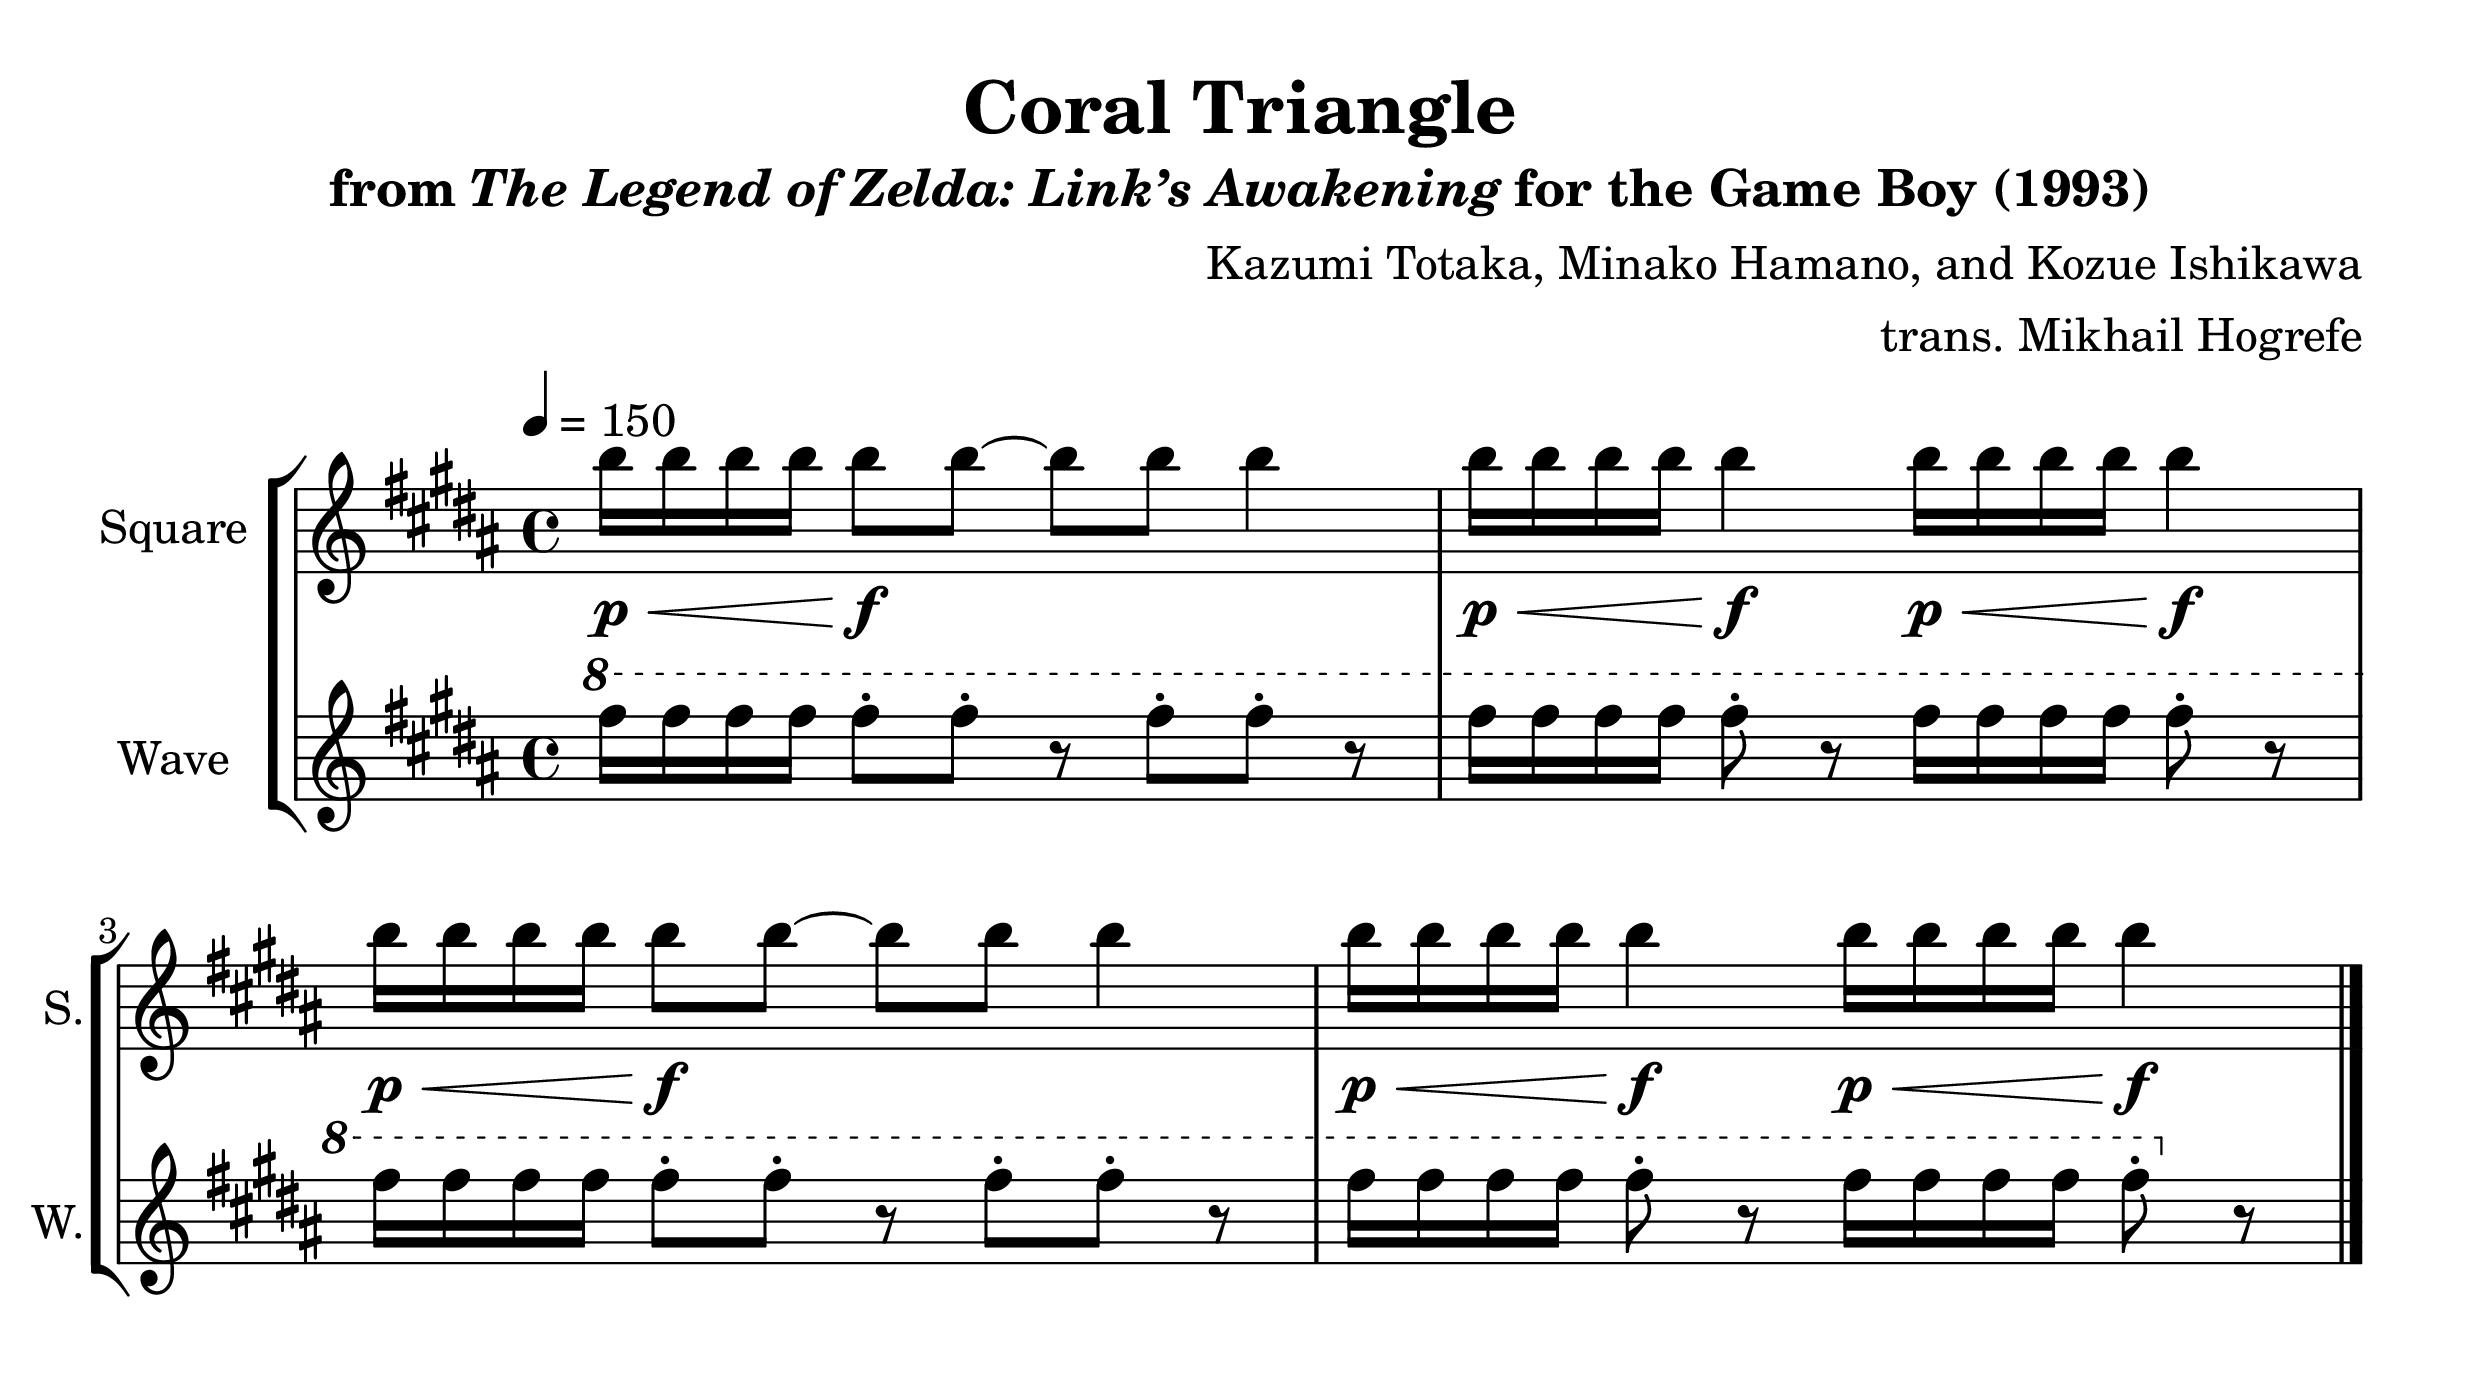 Coral Triangle
from The Legend of Zelda: Link’s Awakening for the Game Boy (1993)
Kazumi Totaka, Minako Hamano, and Kozue Ishikawa
trans. Mikhail Hogrefe
= 150
Square
p f p f p f
8
Wave
3
S.
p f p f p f
8
W.